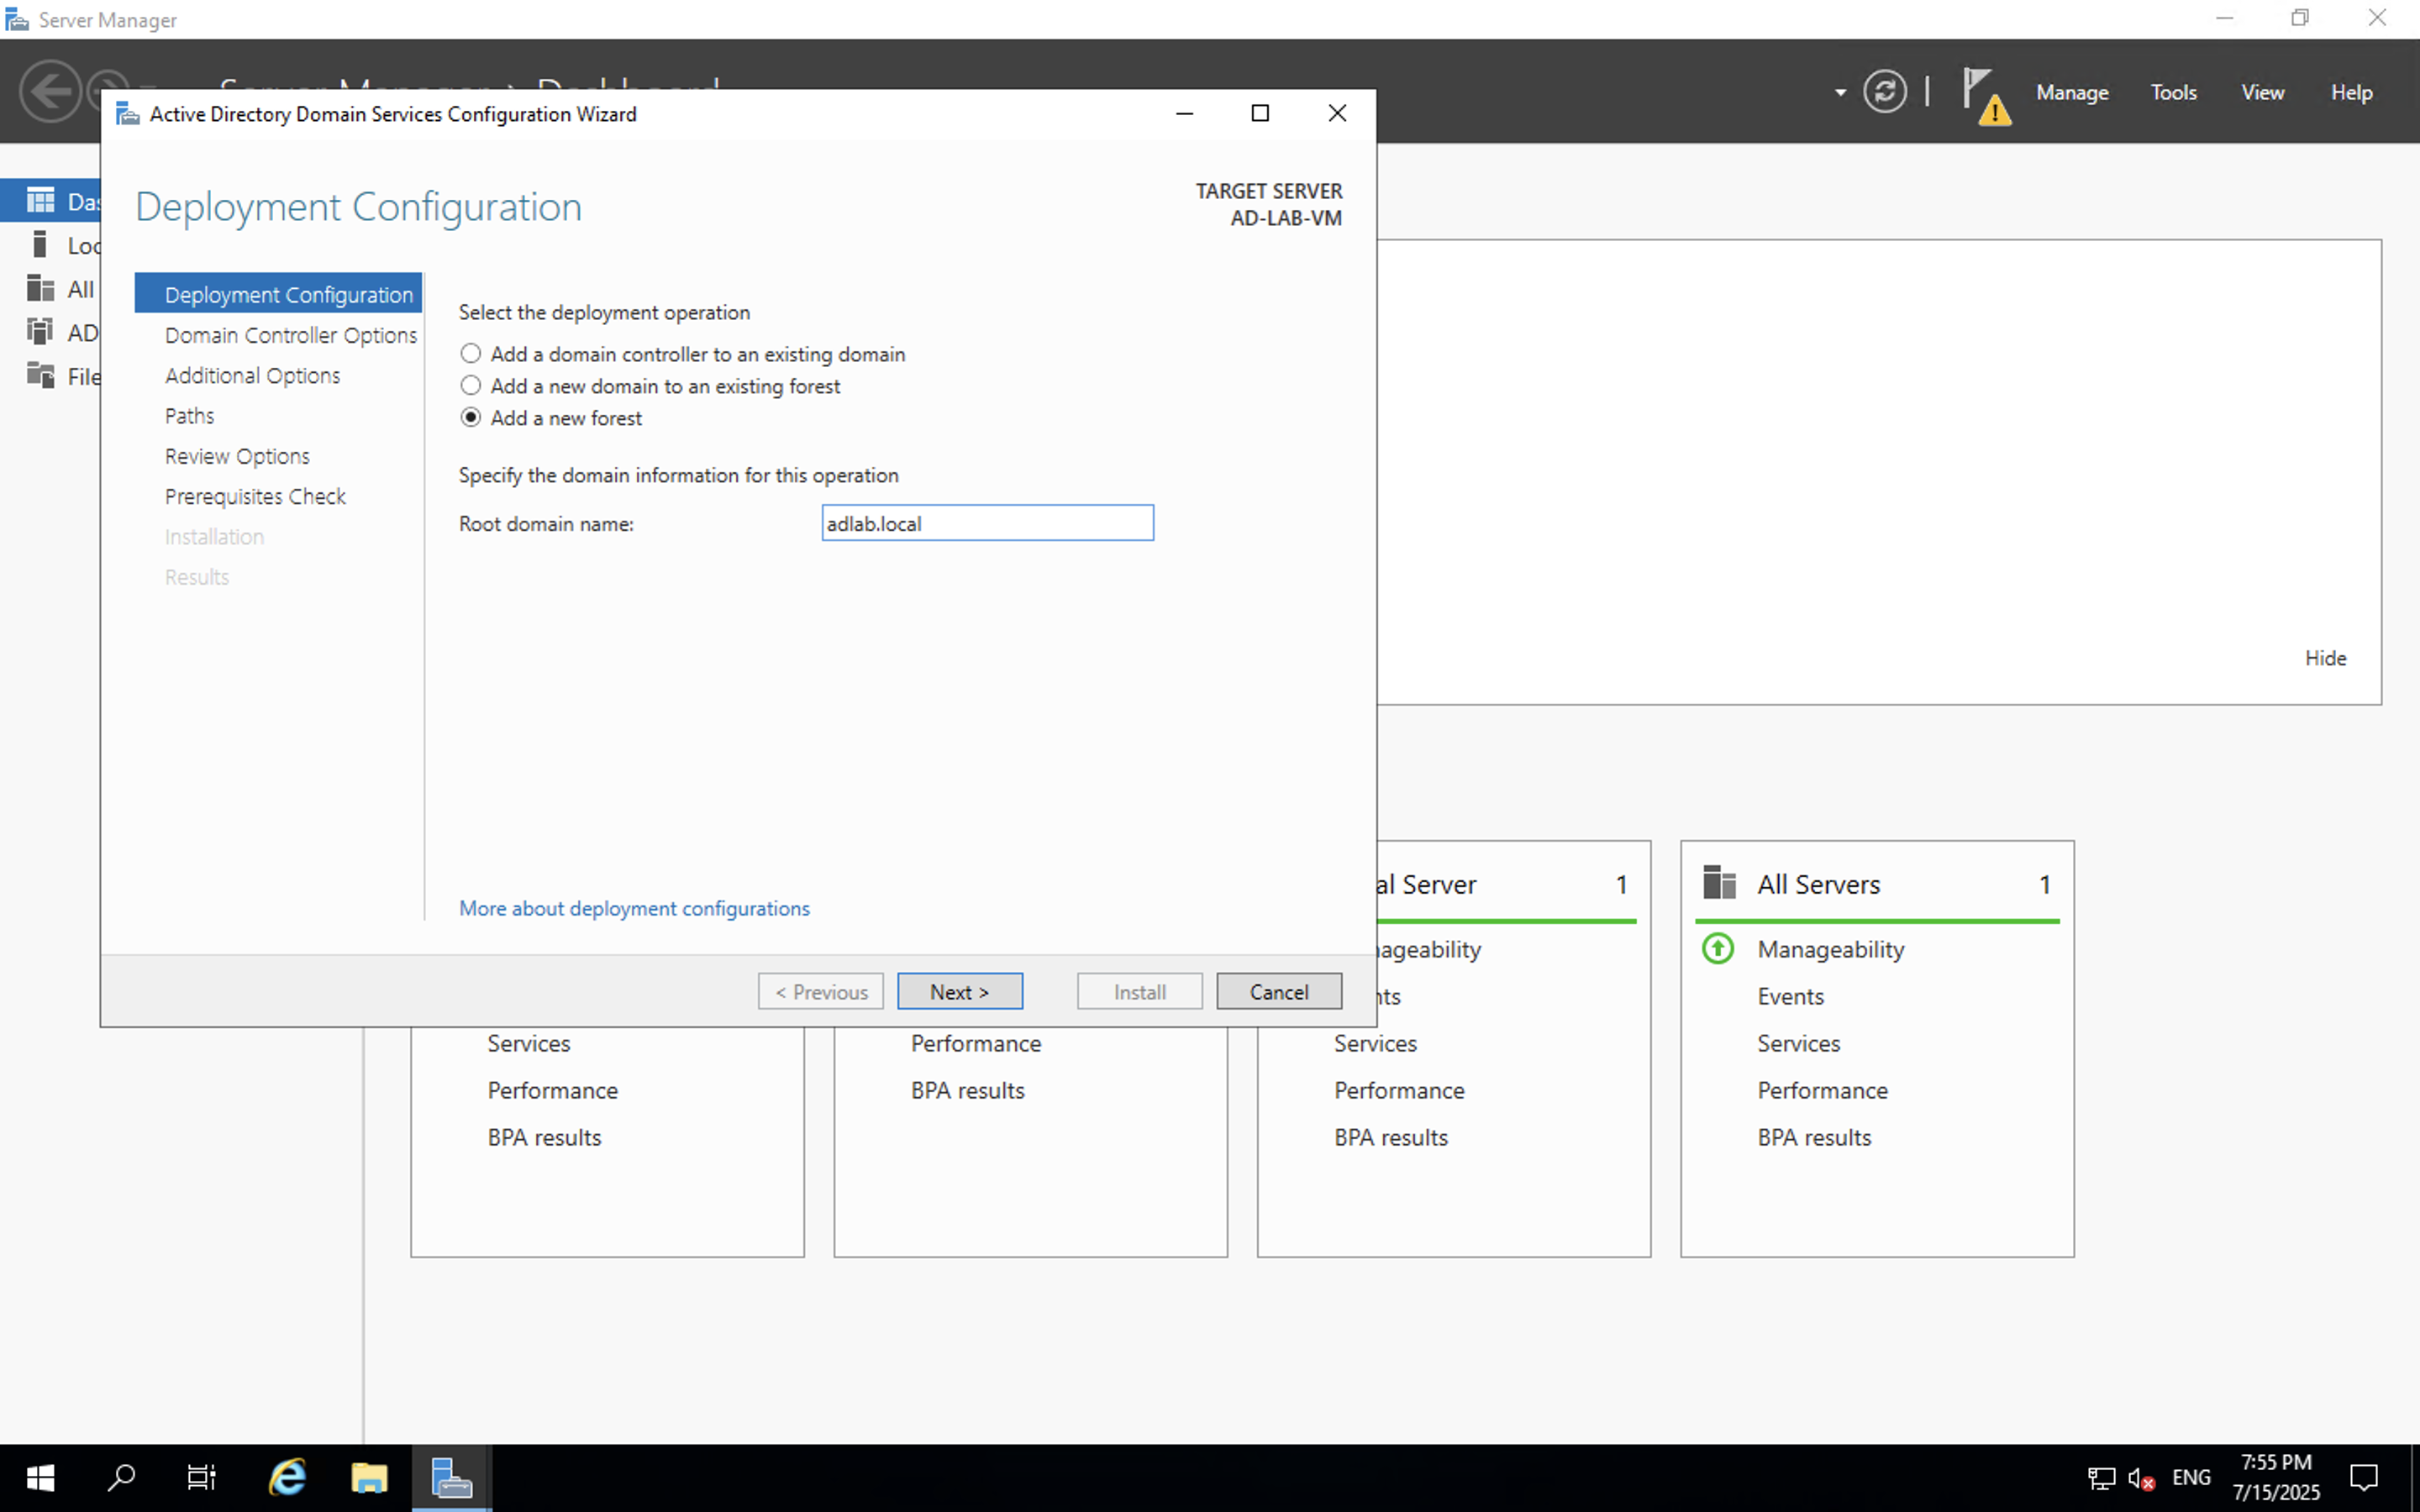 Server Manager
Manage
Tools
View
Help
Active Directory Domain Services Configuration Wizard
Deployment Configuration
TARGET SERVER
AD-LAB-VM
Deployment Configuration
Domain Controller Options
Additional Options
Paths
Review Options
Prerequisites Check
Installation
Results
Select the deployment operation
Add a domain controller to an existing domain
Add a new domain to an existing forest
Add a new forest
Specify the domain information for this operation
Root domain name:
adlab.local
More about deployment configurations
< Previous
Next >
Install
Cancel
All
AD
File
Hide
Services
Performance
BPA results
Performance
BPA results
al Server
1
nageability
nts
Services
Performance
BPA results
All Servers
1
Manageability
Events
Services
Performance
BPA results
ENG
7:55 PM
7/15/2025